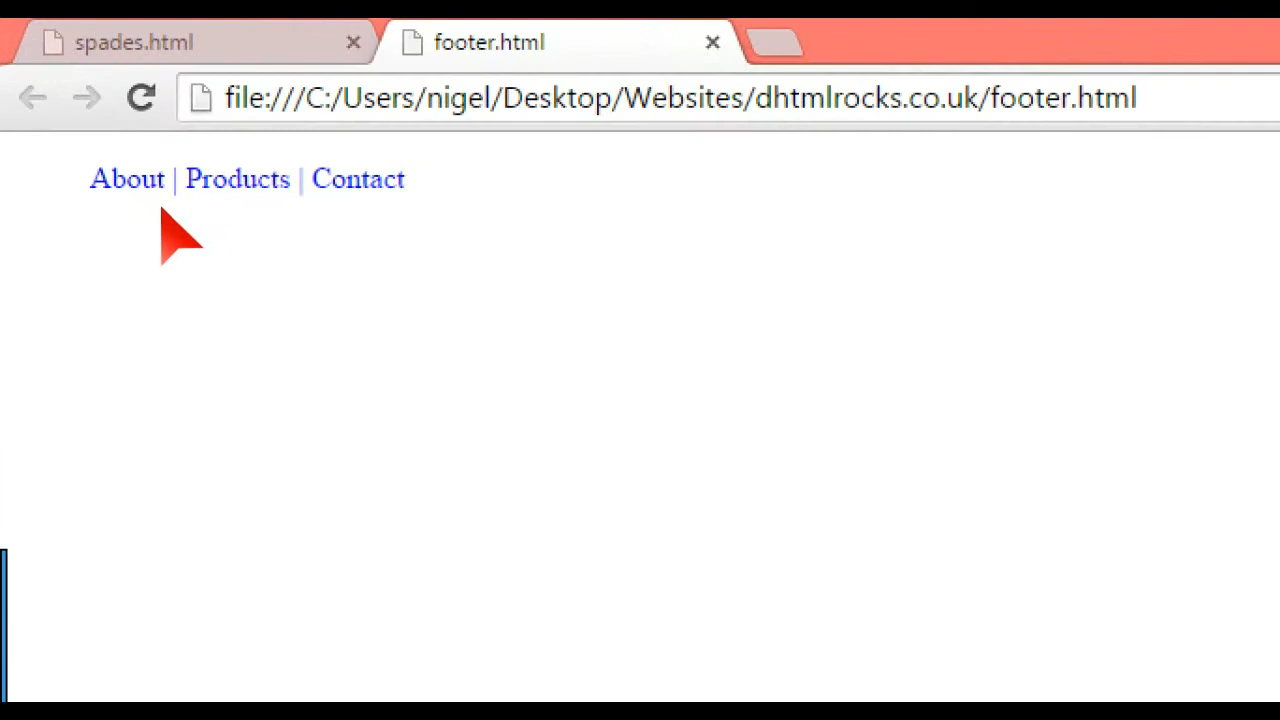 spades.html
footer.html
file:///C:/Users/nigel/Desktop/Websites/dhtmlrocks.co.uk/footer.html
About | Products | Contact